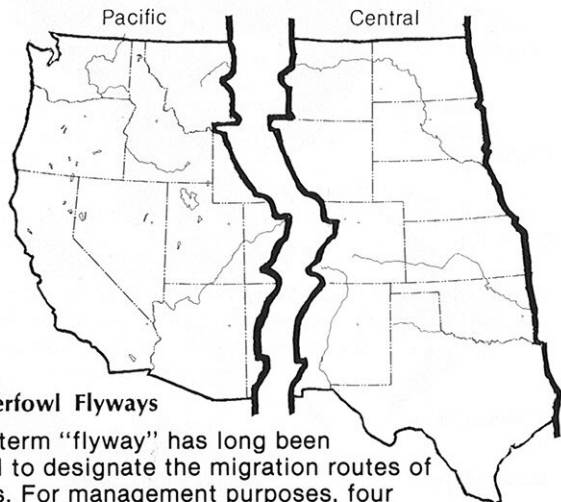 Pacific Central
erfowl Flyways
term “flyway” has long been
d to designate the migration routes of
s. For management purposes, four